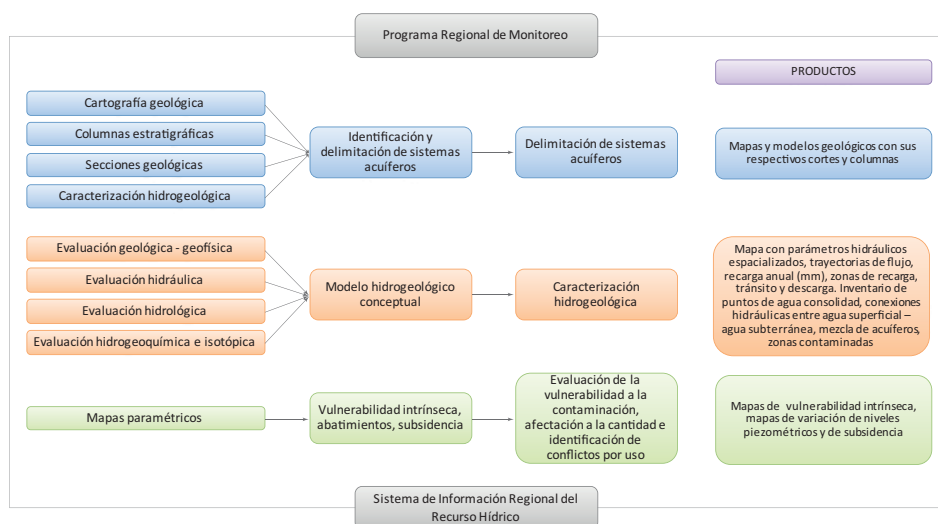 Programa Regional de Monitoreo
PRODUCTOS
Cartografía geológica
Columnas estratigráficas
Secciones geológicas
Caracterización hidrogeológica
Identificación y
delimitación de sistemas
acuíferos
Delimitación de sistemas
acuíferos
Mapas y modelos geológicos con sus
respectivos cortes y columnas
Evaluación geológica - geofísica
Evaluación hidráulica
Evaluación hidrológica
Evaluación hidrogeoquímica e isotópica
Modelo hidrogeológico
conceptual
Caracterización
hidrogeológica
Mapa con parámetros hidráulicos
espacializados, trayectorias de flujo,
recarga anual (mm), zonas de recarga,
tránsito y descarga. Inventario de
puntos de agua consolidad, conexiones
hidráulicas entre agua superficial –
agua subterránea, mezcla de acuíferos,
zonas contaminadas
Mapas paramétricos
Vulnerabilidad intrínseca,
abatimientos, subsidencia
Evaluación de la
vulnerabilidad a la
contaminación,
afectación a la cantidad e
identificación de
conflictos por uso
Mapas de vulnerabilidad intrínseca,
mapas de variación de niveles
piezométricos y de subsidencia
Sistema de Información Regional del
Recurso Hídrico